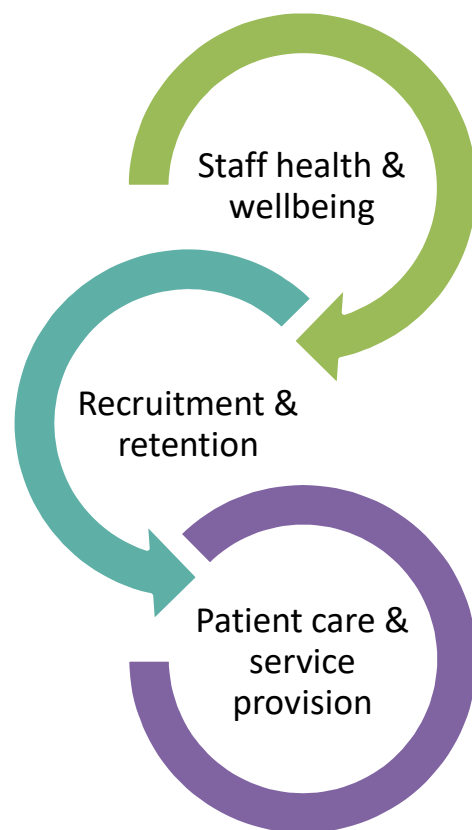 Staff health &
wellbeing
Recruitment &
retention
Patient care &
service
provision